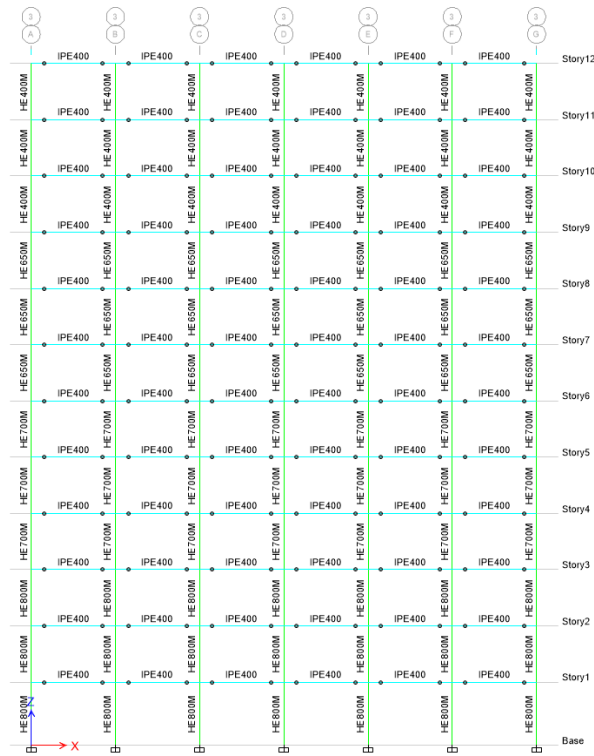 3 3 3 3 3 3 3
A B C D E F G
IPE400 IPE400 IPE400 IPE400 IPE400 IPE400 Story12
HE400M HE400M HE400M HE400M HE400M HE400M HE400M
IPE400 IPE400 IPE400 IPE400 IPE400 IPE400 Story11
HE400M HE400M HE400M HE400M HE400M HE400M HE400M
IPE400 IPE400 IPE400 IPE400 IPE400 IPE400 Story10
HE400M HE400M HE400M HE400M HE400M HE400M HE400M
IPE400 IPE400 IPE400 IPE400 IPE400 IPE400 Story9
HE650M HE650M HE650M HE650M HE650M HE650M HE650M
IPE400 IPE400 IPE400 IPE400 IPE400 IPE400 Story8
HE650M HE650M HE650M HE650M HE650M HE650M HE650M
IPE400 IPE400 IPE400 IPE400 IPE400 IPE400 Story7
HE650M HE650M HE650M HE650M HE650M HE650M HE650M
IPE400 IPE400 IPE400 IPE400 IPE400 IPE400 Story6
HE700M HE700M HE700M HE700M HE700M HE700M HE700M
IPE400 IPE400 IPE400 IPE400 IPE400 IPE400 Story5
HE700M HE700M HE700M HE700M HE700M HE700M HE700M
IPE400 IPE400 IPE400 IPE400 IPE400 IPE400 Story4
HE700M HE700M HE700M HE700M HE700M HE700M HE700M
IPE400 IPE400 IPE400 IPE400 IPE400 IPE400 Story3
HE800M HE800M HE800M HE800M HE800M HE800M HE800M
IPE400 IPE400 IPE400 IPE400 IPE400 IPE400 Story2
HE800M HE800M HE800M HE800M HE800M HE800M HE800M
IPE400 IPE400 IPE400 IPE400 IPE400 IPE400 Story1
HE800M HE800M HE800M HE800M HE800M HE800M HE800M
Z
X
Base